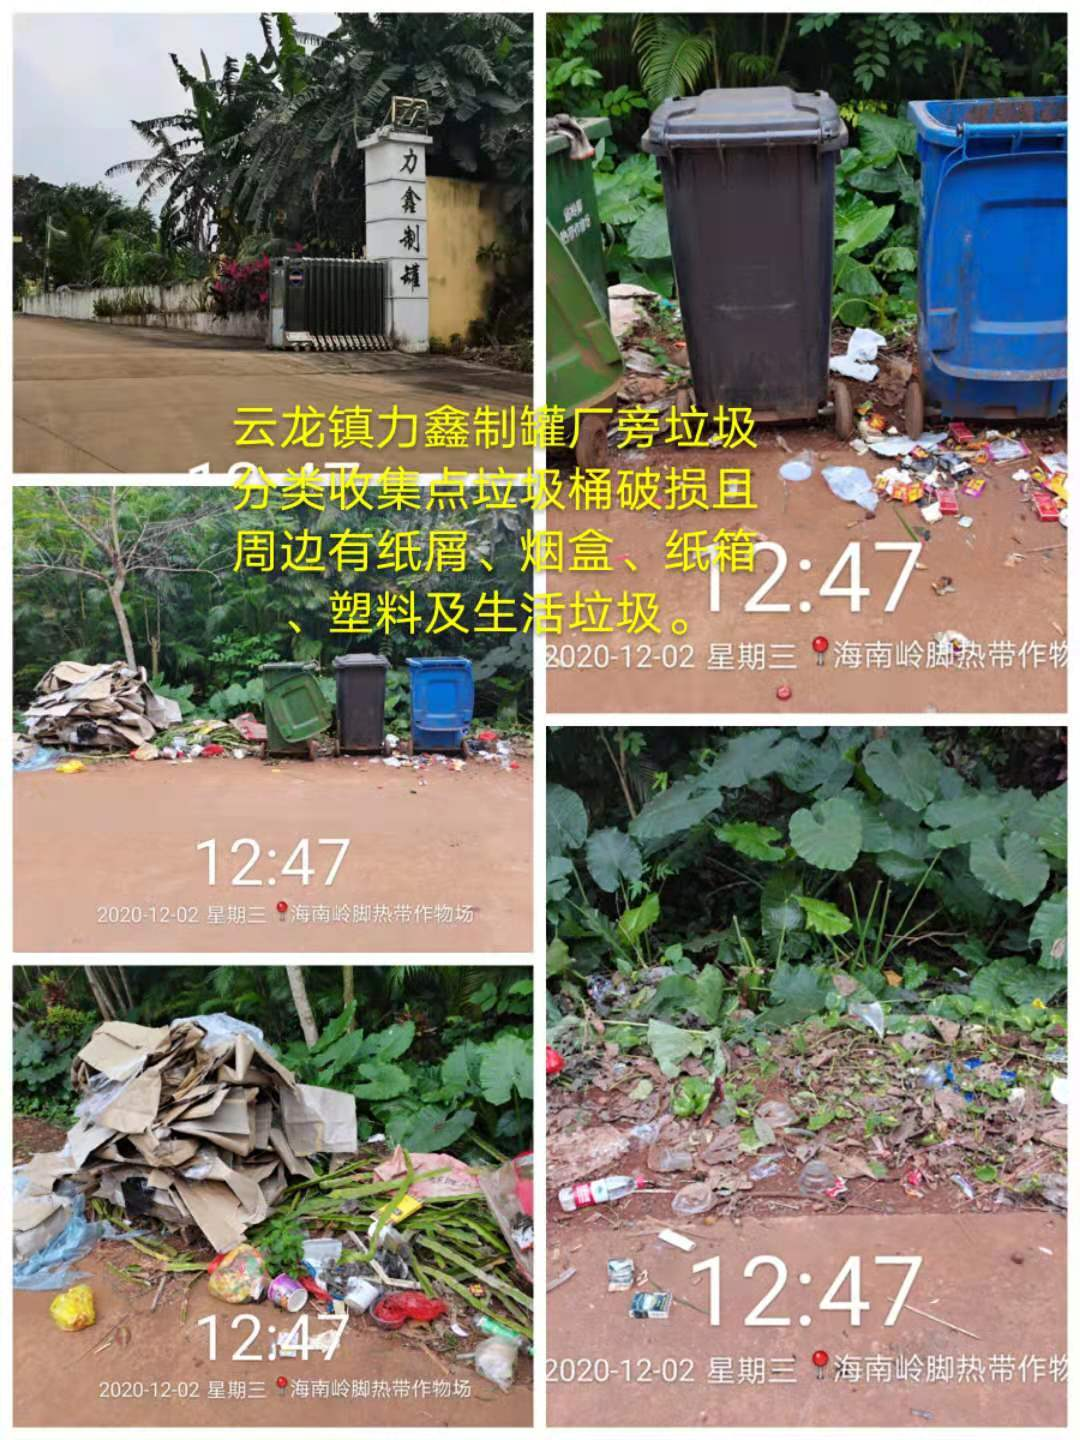 力鑫制罐
云龙镇力鑫制罐厂旁垃圾
分类收集点垃圾桶破损且
周边有纸屑、烟盒、纸箱
、塑料及生活垃圾。
12:47
2020-12-02 星期三 海南岭脚热带作物
12:47
2020-12-02 星期三 海南岭脚热带作物场
12:47
2020-12-02 星期三 海南岭脚热带作物场
12:47
2020-12-02 星期三 海南岭脚热带作物